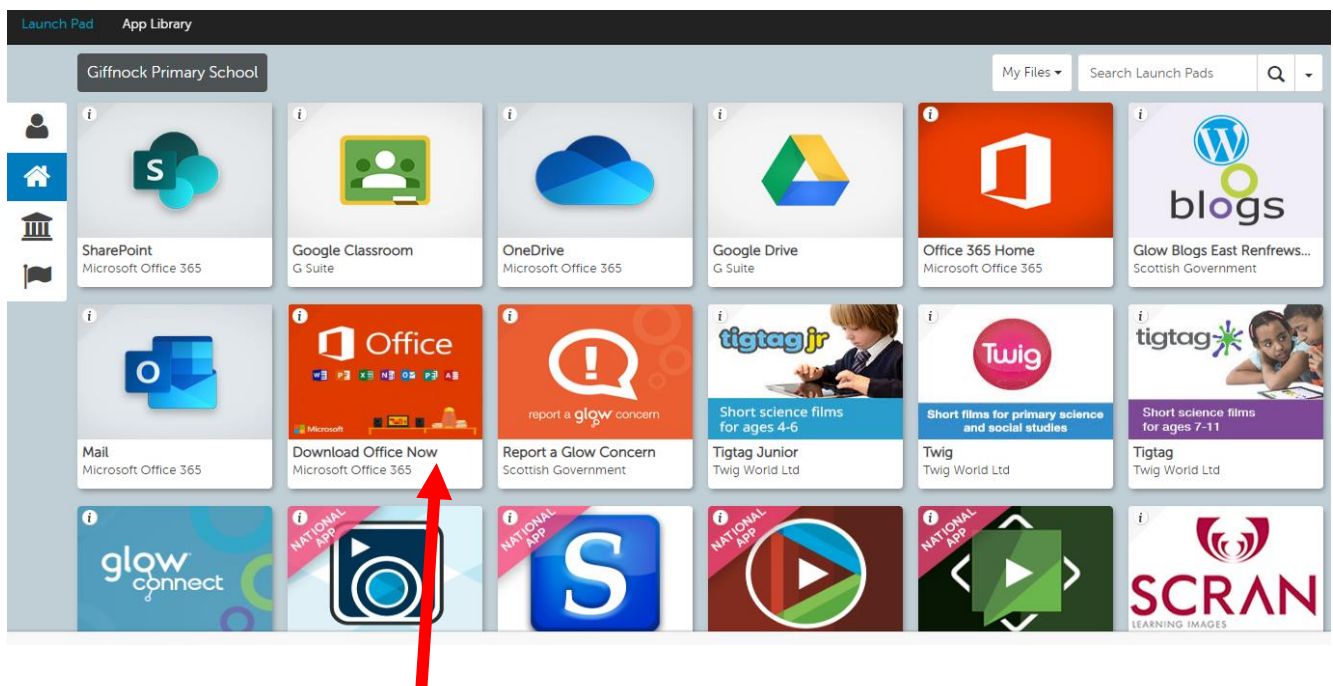 Launch Pad App Library
Giffnock Primary School
My Files
Search Launch Pads
S
blogs
SharePoint
Microsoft Office 365
Google Classroom
G Suite
OneDrive
Microsoft Office 365
Google Drive
G Suite
Office 365 Home
Microsoft Office 365
Glow Blogs East Renfrews...
Scottish Government
O
Office
Microsoft
report a glow concern
tigtag jr
Short science films
for ages 4-6
Twig
Short films for primary science
and social studies
tigtag
Short science films
for ages 7-11
Mail
Microsoft Office 365
Download Office Now
Microsoft Office 365
Report a Glow Concern
Scottish Government
Tigtag Junior
Twig World Ltd
Twig
Twig World Ltd
Tigtag
Twig World Ltd
glow
connect
NATIONAL
APP
NATIONAL
APP
S
NATIONAL
APP
NATIONAL
APP
SCRAN
LEARNING IMAGES